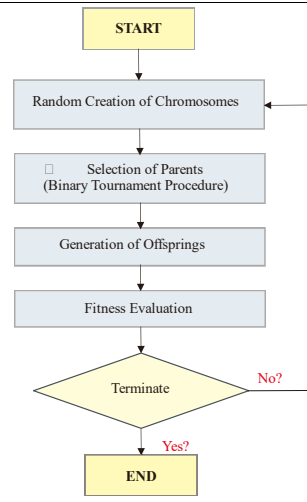 START
Random Creation of Chromosomes
Selection of Parents
(Binary Tournament Procedure)
Generation of Offsprings
Fitness Evaluation
Terminate
No?
Yes?
END